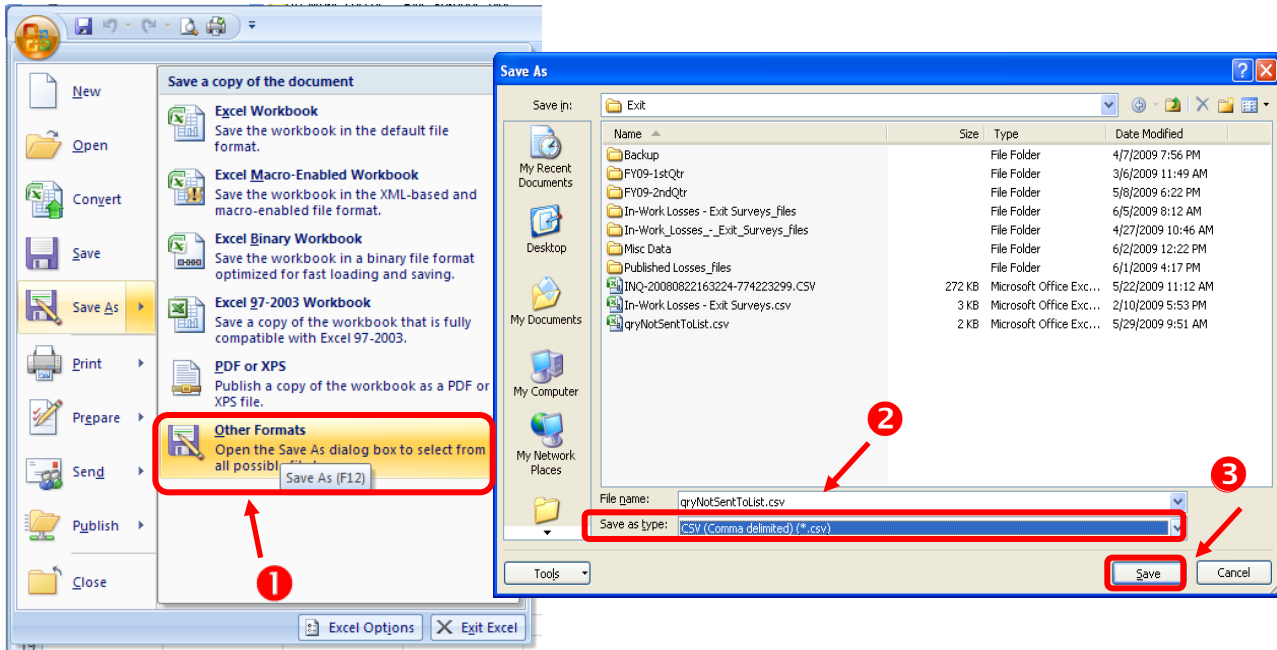 New
Open
Convert
Save
Save As
Print
Prepare
Send
Publish
Close
Save a copy of the document
Excel Workbook
Save the workbook in the default file
format.
Excel Macro-Enabled Workbook
Save the workbook in the XML-based and
macro-enabled file format.
Excel Binary Workbook
Save the workbook in a binary file format
optimized for fast loading and saving.
Excel 97-2003 Workbook
Save a copy of the workbook that is fully
compatible with Excel 97-2003.
PDF or XPS
Publish a copy of the workbook as a PDF or
XPS file.
Other Formats
Open the Save As dialog box to select from
all
Save As (F12)
1
Excel Options
Exit Excel
19
Save As
Save in:
Exit
My Recent
Documents
Desktop
My Documents
My Computer
My Network
Places
Name Size Type Date Modified
Backup File Folder 4/7/2009 7:56 PM
FY09-1stQtr File Folder 3/6/2009 11:49 AM
FY09-2ndQtr File Folder 5/8/2009 6:22 PM
In-Work Losses - Exit Surveys_files File Folder 6/5/2009 8:12 AM
In-Work_Losses_-_Exit_Surveys_files File Folder 4/27/2009 10:46 AM
Misc Data File Folder 6/2/2009 12:22 PM
Published Losses_files File Folder 6/1/2009 4:17 PM
INQ-20080822163224-774223299.CSV 272 KB Microsoft Office Exc... 5/22/2009 11:12 AM
In-Work Losses - Exit Surveys.csv 3 KB Microsoft Office Exc... 2/10/2009 5:53 PM
qryNotSentToList.csv 2 KB Microsoft Office Exc... 5/29/2009 9:51 AM
2
3
File name: qryNotSentToList.csv
Save as type: CSV (Comma delimited) (*.csv)
Tools
Save
Cancel